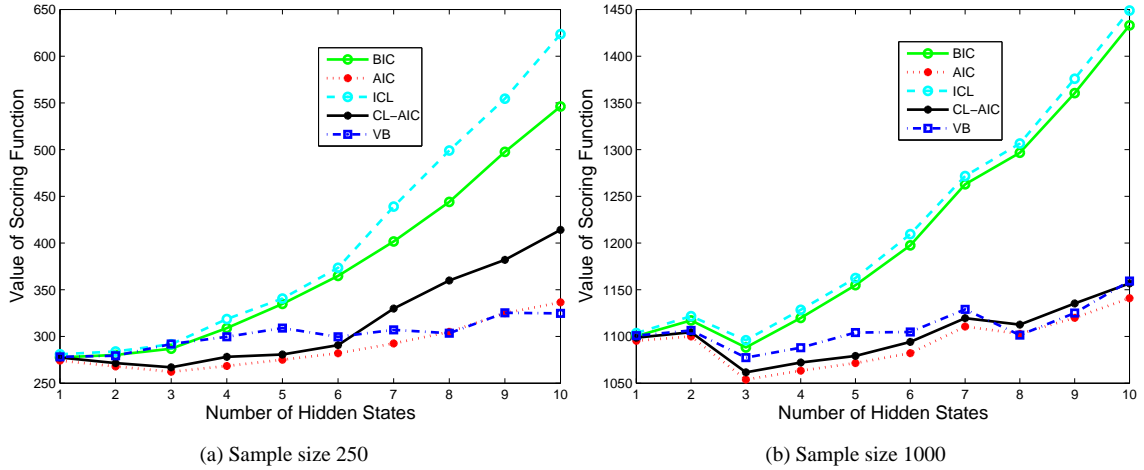 650
600
550
500
450
400
350
300
250
Value of Scoring Function
1 2 3 4 5 6 7 8 9 10
Number of Hidden States
BIC
AIC
ICL
CL−AIC
VB
(a) Sample size 250
1450
1400
1350
1300
1250
1200
1150
1100
1050
Value of Scoring Function
1 2 3 4 5 6 7 8 9 10
Number of Hidden States
BIC
AIC
ICL
CL−AIC
VB
(b) Sample size 1000